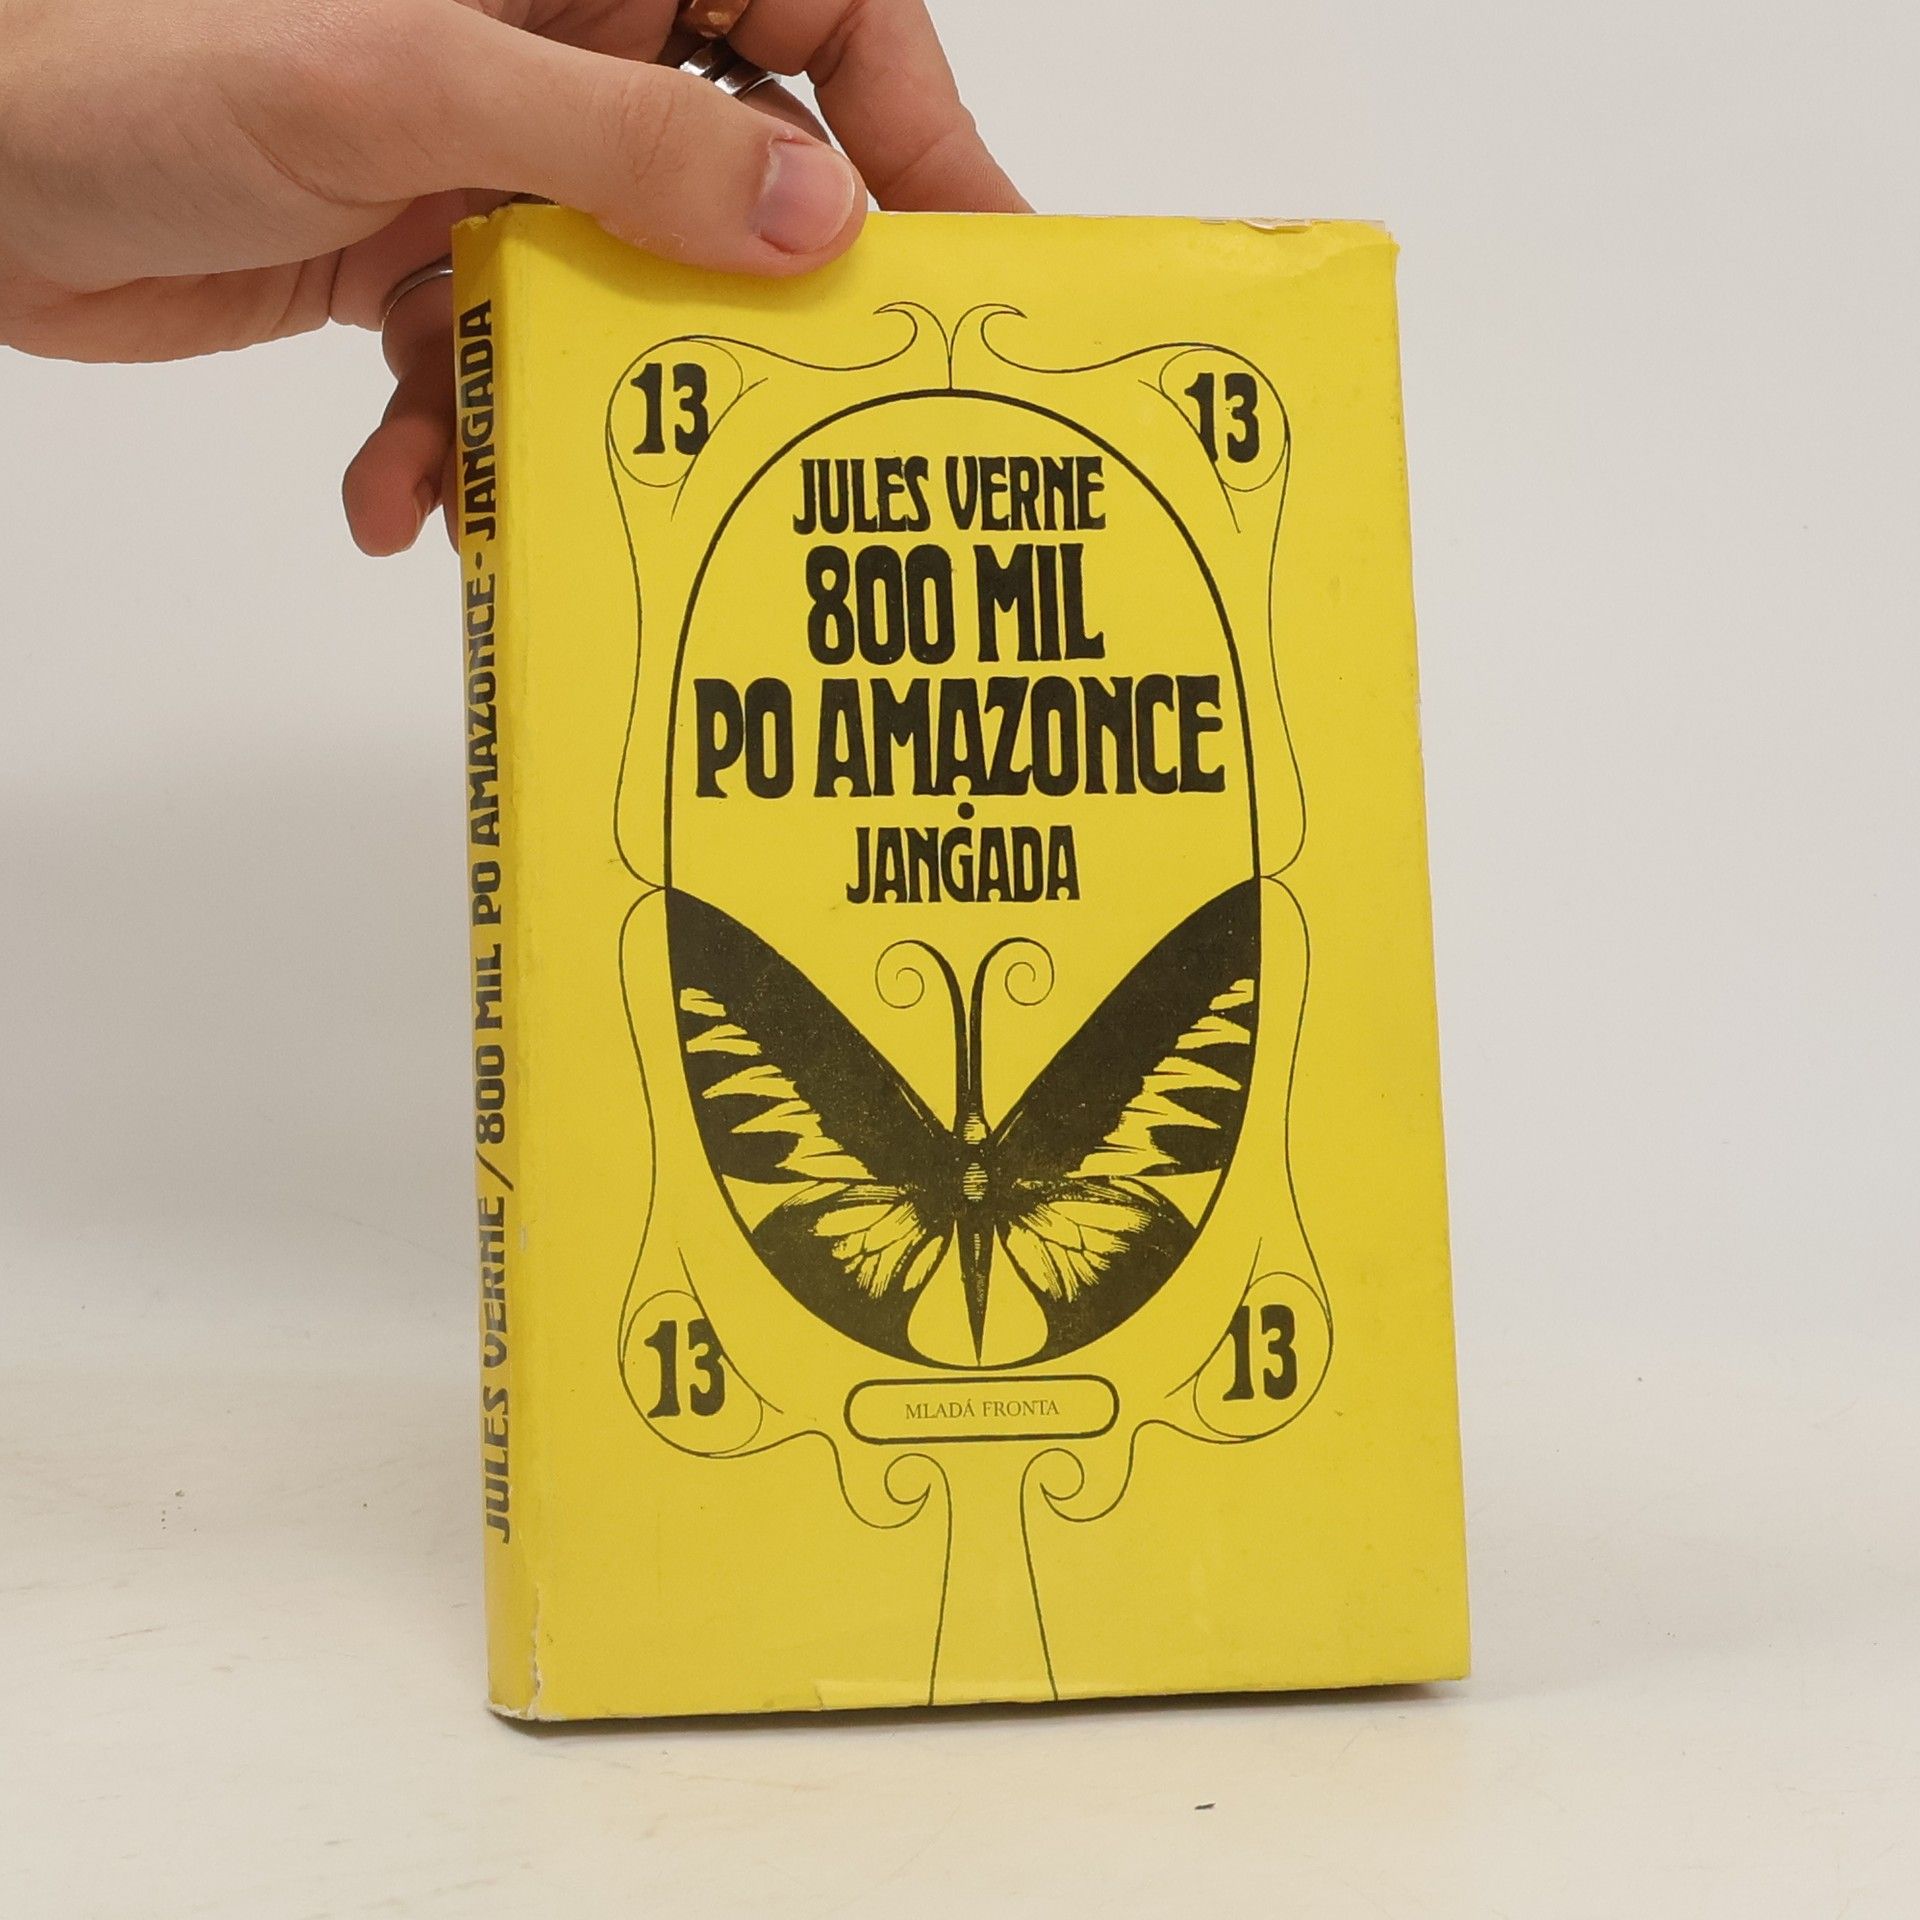 JULES VERNE / 800 MIL PO AMAZONCE · JANGADA
13
13
JULES VERNE
800 MIL
PO AMAZONCE
·
JANGADA
13
13
MLADÁ FRONTA